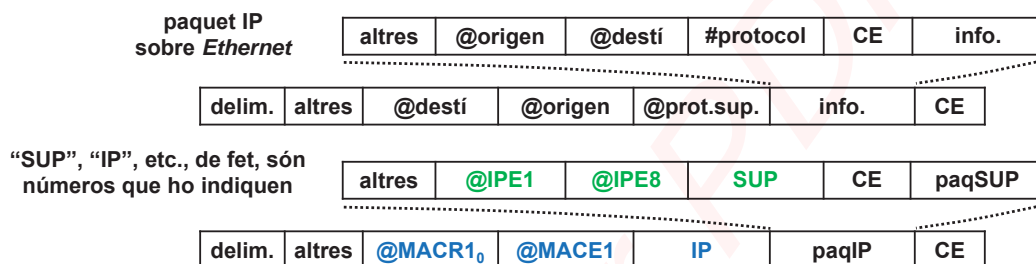 paquet IP
sobre Ethernet
altres @origen @destí #protocol CE info.
delim. altres @destí @origen @prot.sup. info. CE
“SUP”, “IP”, etc., de fet, són
números que ho indiquen
altres @IPE1 @IPE8 SUP CE paqSUP
delim. altres @MACR1₀ @MACE1 IP paqIP CE